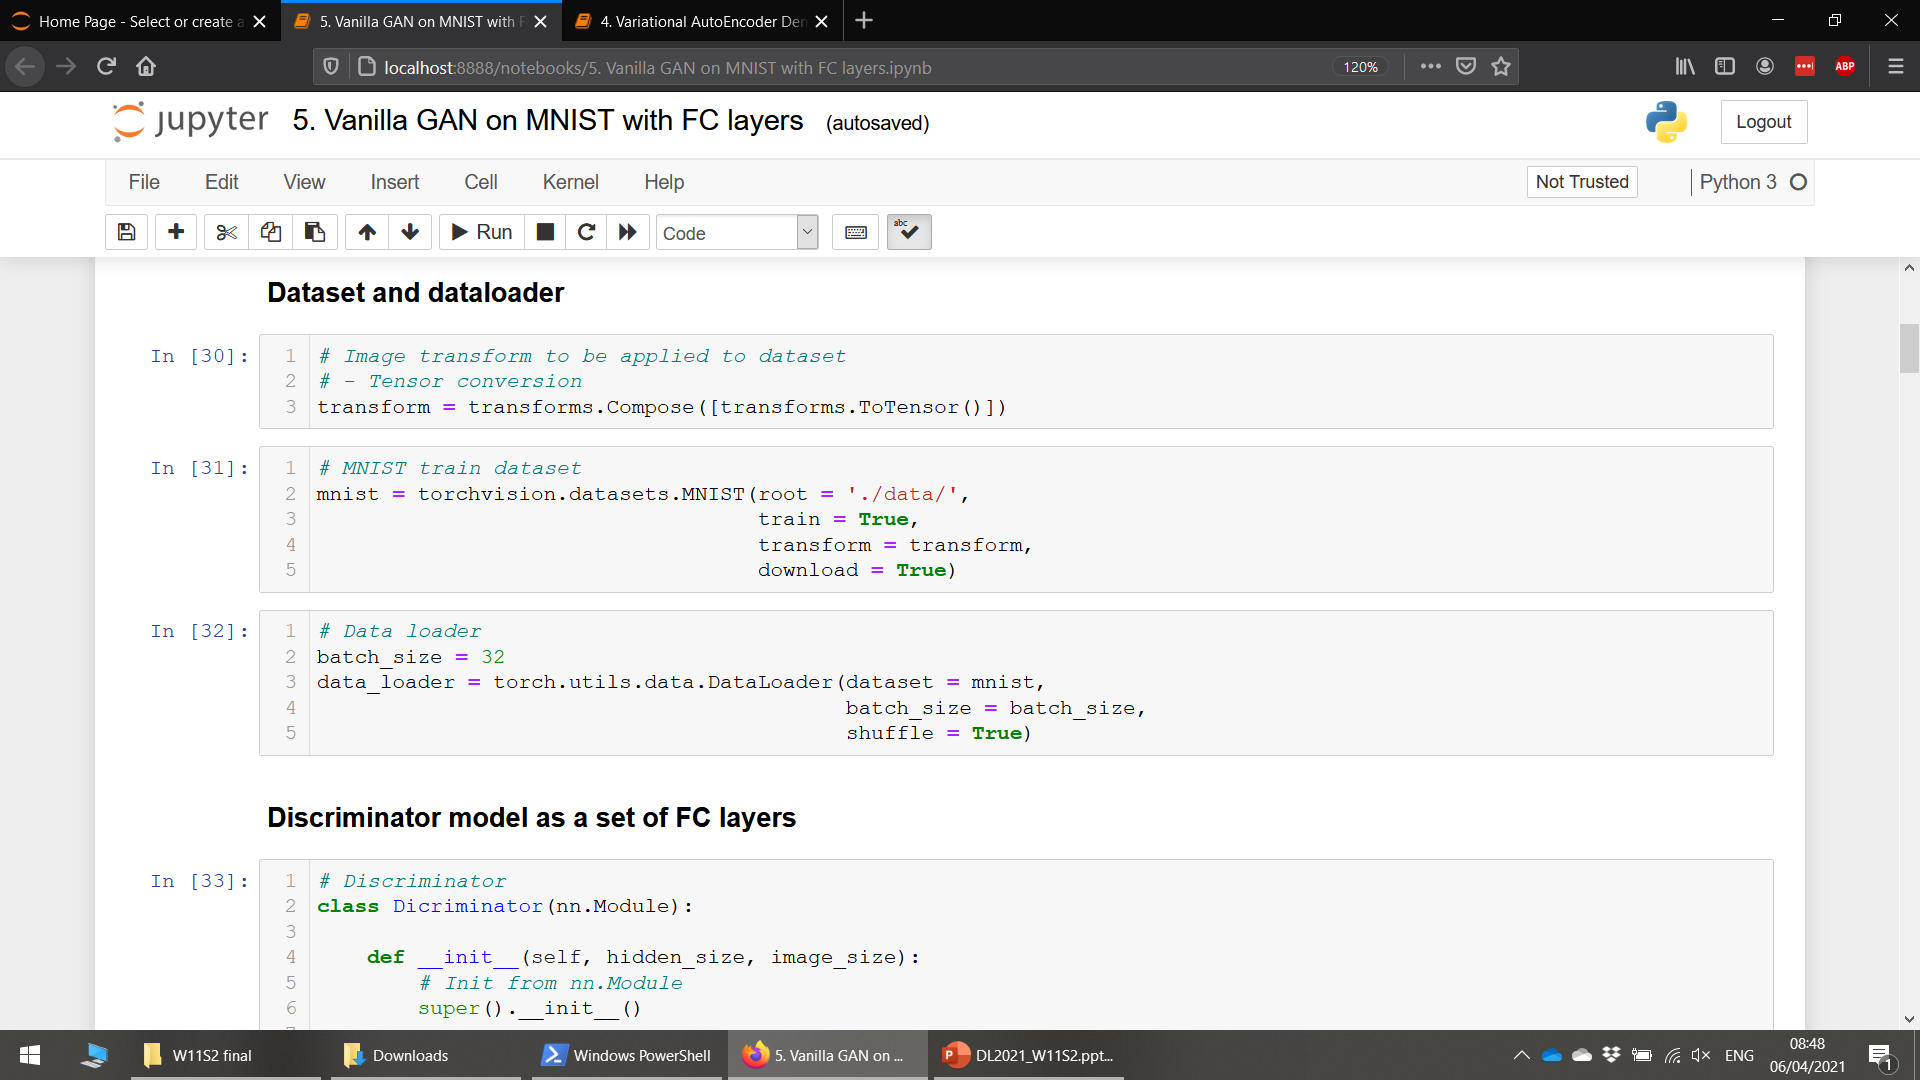 Home Page - Select or create a
5. Vanilla GAN on MNIST with F
4. Variational AutoEncoder Den
localhost:8888/notebooks/5. Vanilla GAN on MNIST with FC layers.ipynb
120%
ABP
jupyter 5. Vanilla GAN on MNIST with FC layers (autosaved)
Logout
File Edit View Insert Cell Kernel Help
Not Trusted
Python 3
Run
Code
abc
Dataset and dataloader
In [30]:
1 # Image transform to be applied to dataset
2 # - Tensor conversion
3 transform = transforms.Compose([transforms.ToTensor()])
In [31]:
1 # MNIST train dataset
2 mnist = torchvision.datasets.MNIST(root = './data/',
3 train = True,
4 transform = transform,
5 download = True)
In [32]:
1 # Data loader
2 batch_size = 32
3 data_loader = torch.utils.data.DataLoader(dataset = mnist,
4 batch_size = batch_size,
5 shuffle = True)
Discriminator model as a set of FC layers
In [33]:
1 # Discriminator
2 class Dicriminator(nn.Module):
3
4 def __init__(self, hidden_size, image_size):
5 # Init from nn.Module
6 super().__init__()
W11S2 final
Downloads
Windows PowerShell
5. Vanilla GAN on ...
DL2021_W11S2.ppt...
ENG
08:48
06/04/2021
1